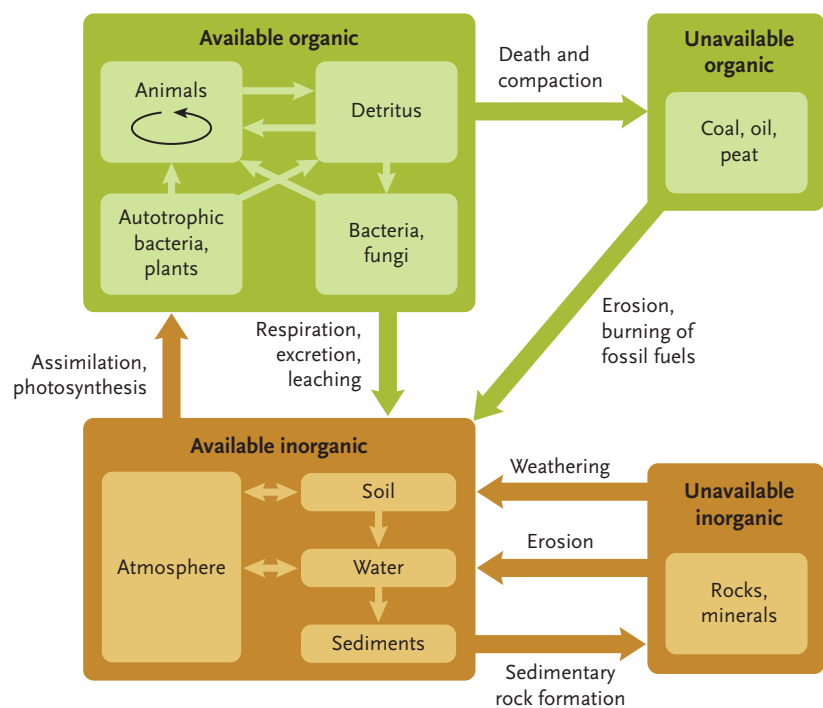 Available organic
Animals
Detritus
Autotrophic
bacteria,
plants
Bacteria,
fungi
Death and
compaction
Unavailable
organic
Coal, oil,
peat
Assimilation,
photosynthesis
Respiration,
excretion,
leaching
Erosion,
burning of
fossil fuels
Available inorganic
Atmosphere
Soil
Water
Sediments
Weathering
Erosion
Sedimentary
rock formation
Unavailable
inorganic
Rocks,
minerals